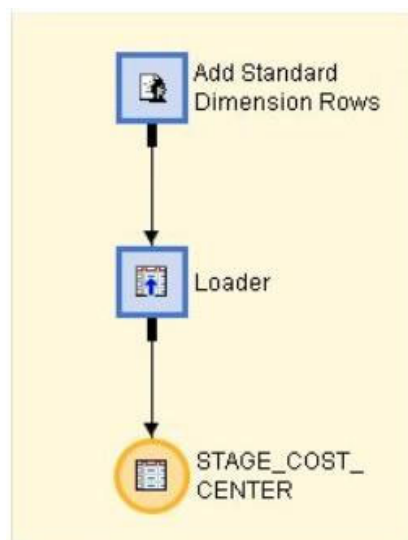 Add Standard
Dimension Rows
Loader
STAGE_COST_
CENTER